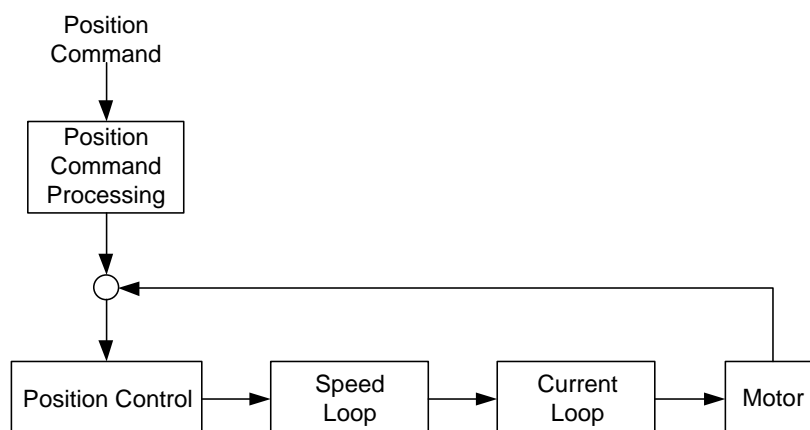 Position
Command
Position
Command
Processing
Position Control
Speed
Loop
Current
Loop
Motor